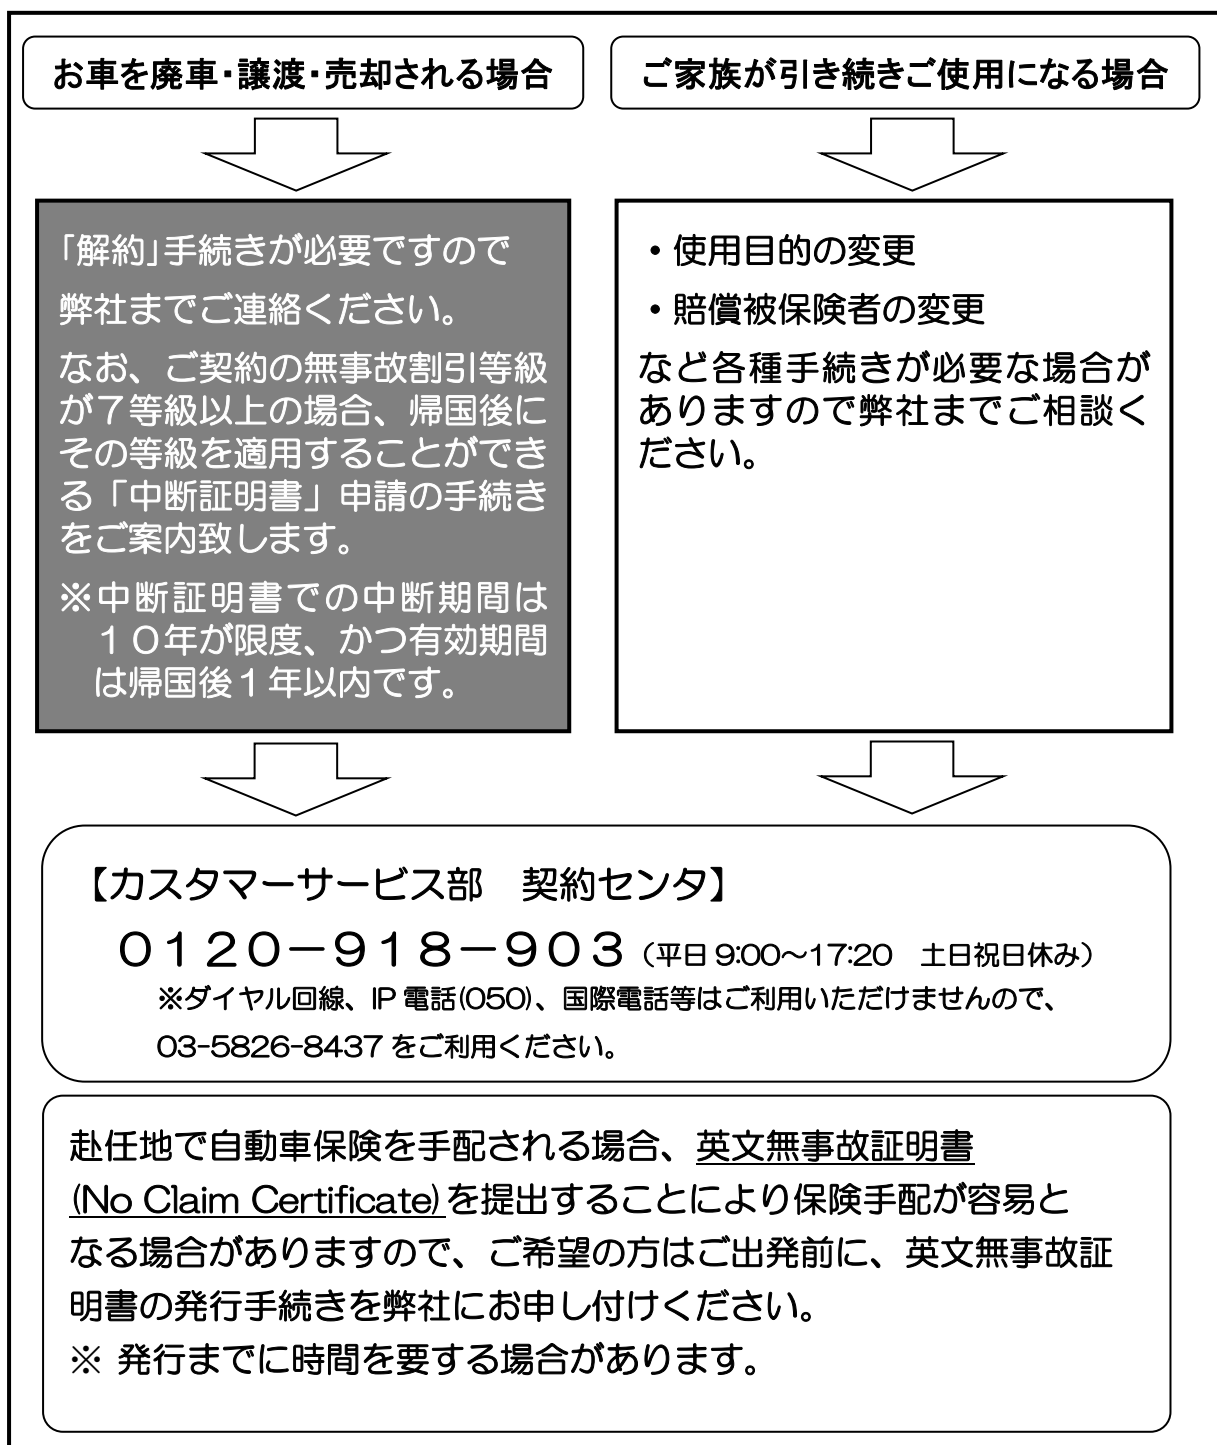 お車を廃車・譲渡・売却される場合
「解約」手続きが必要ですので
弊社までご連絡ください。
なお、ご契約の無事故割引等級
が７等級以上の場合、帰国後に
その等級を適用することができ
る「中断証明書」申請の手続き
をご案内致します。
※中断証明書での中断期間は
１０年が限度、かつ有効期間
は帰国後１年以内です。
ご家族が引き続きご使用になる場合
・使用目的の変更
・賠償被保険者の変更
など各種手続きが必要な場合が
ありますので弊社までご相談く
ださい。
【カスタマーサービス部　契約センタ】
０１２０－９１８－９０３（平日 9:00～17:20　土日祝日休み）
※ダイヤル回線、IP 電話(050)、国際電話等はご利用いただけませんので、
03-5826-8437 をご利用ください。
赴任地で自動車保険を手配される場合、英文無事故証明書
(No Claim Certificate)を提出することにより保険手配が容易と
なる場合がありますので、ご希望の方はご出発前に、英文無事故証
明書の発行手続きを弊社にお申し付けください。
※ 発行までに時間を要する場合があります。